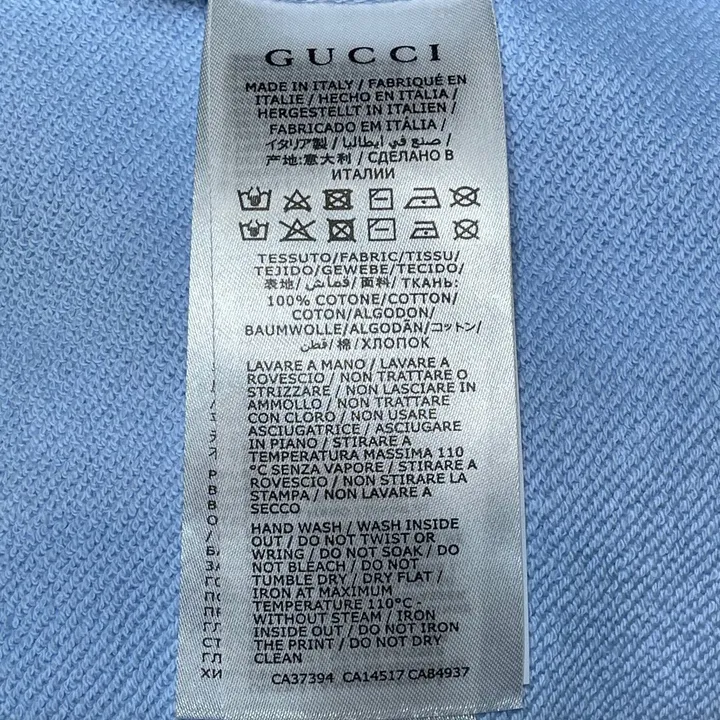 GUCCI
MADE IN ITALY / FABRIQUÉ EN
ITALIE / HECHO EN ITALIA /
HERGESTELLT IN ITALIEN /
FABRICADO EM ITÁLIA /
イタリア製 / صنع في أيطاليا /
产地:意大利 / СДЕЛАНО В
ИТАЛИИ
TESSUTO/FABRIC/TISSU/
TEJIDO/GEWEBE/TECIDO/
表地/قماش/面料/ ТКАНЬ:
100% COTONE/COTTON/
COTON/ALGODON/
BAUMWOLLE/ALGODÃN/コットン/
قطن/棉/ХЛОПОК
LAVARE A MANO / LAVARE A
ROVESCIO / NON TRATTARE O
STRIZZARE / NON LASCIARE IN
AMMOLLO / NON TRATTARE
CON CLORO / NON USARE
ASCIUGATRICE / ASCIUGARE
IN PIANO / STIRARE A
TEMPERATURA MASSIMA 110
°C SENZA VAPORE / STIRARE A
ROVESCIO / NON STIRARE LA
STAMPA / NON LAVARE A
SECCO
HAND WASH / WASH INSIDE
OUT / DO NOT TWIST OR
WRING / DO NOT SOAK / DO
NOT BLEACH / DO NOT
TUMBLE DRY / DRY FLAT /
IRON AT MAXIMUM
TEMPERATURE 110°C -
WITHOUT STEAM / IRON
INSIDE OUT / DO NOT IRON
THE PRINT / DO NOT DRY
CLEAN
CA37394 CA14517 CA84937